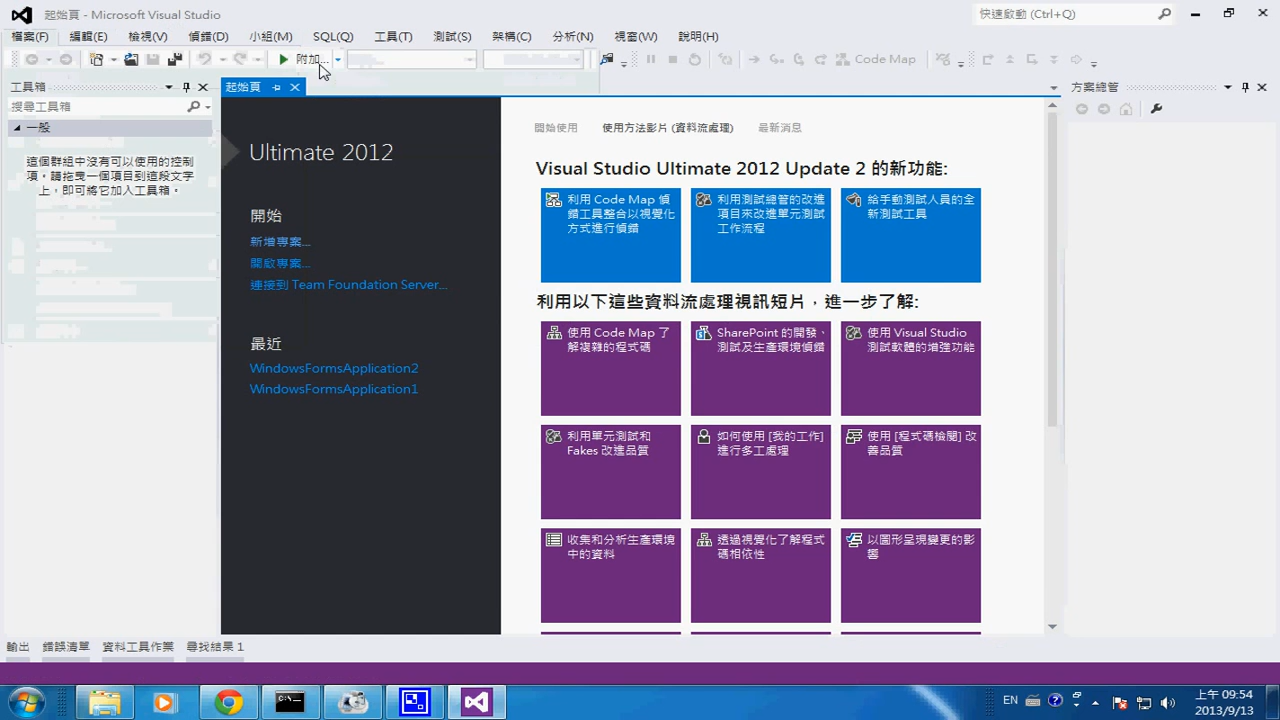 起始頁 - Microsoft Visual Studio
快速啟動 (Ctrl+Q)
檔案(F) 編輯(E) 檢視(V) 偵錯(D) 小組(M) SQL(Q) 工具(T) 測試(S) 架構(C) 分析(N) 視窗(W) 說明(H)
附加...
Code Map
工具箱
起始頁
方案總管
搜尋工具箱
一般
這個群組中沒有可以使用的控制
項。請拖曳一個項目到這段文字
上，即可將它加入工具箱。
Ultimate 2012
開始
新增專案...
開啟專案...
連接到 Team Foundation Server...
最近
WindowsFormsApplication2
WindowsFormsApplication1
開始使用 使用方法影片 (資料流處理) 最新消息
Visual Studio Ultimate 2012 Update 2 的新功能:
利用 Code Map 偵
錯工具整合以視覺化
方式進行偵錯
利用測試總管的改進
項目來改進單元測試
工作流程
給手動測試人員的全
新測試工具
利用以下這些資料流處理視訊短片，進一步了解:
使用 Code Map 了
解複雜的程式碼
SharePoint 的開發、
測試及生產環境偵錯
使用 Visual Studio
測試軟體的增強功能
利用單元測試和
Fakes 改進品質
如何使用 [我的工作]
進行多工處理
使用 [程式碼檢閱] 改
善品質
收集和分析生產環境
中的資料
透過視覺化了解程式
碼相依性
以圖形呈現變更的影
響
輸出 錯誤清單 資料工具作業 尋找結果 1
EN
上午 09:54
2013/9/13